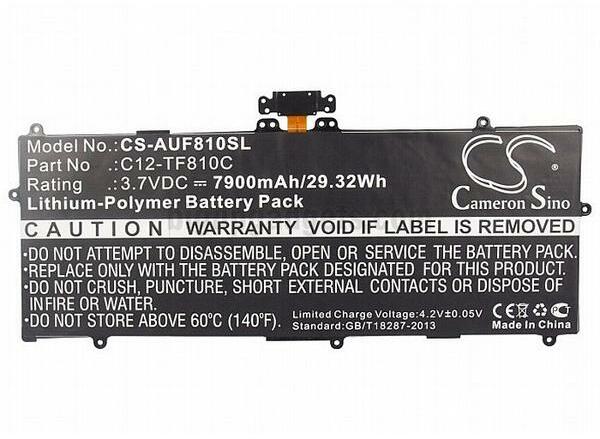 Model No.:CS-AUF810SL
Part No :C12-TF810C
Rating :3.7VDC 7900mAh/29.32Wh
Lithium-Polymer Battery Pack
CS
Cameron Sino
CAUTION WARRANTY VOID IF LABEL IS REMOVED
•DO NOT ATTEMPT TO DISASSEMBLE, OPEN OR SERVICE BATTERY PACK
•REPLACE ONLY WITH THE BATTERY PACK INDICATED IN THE MANUAL
•DO NOT CRUSH, PUNCTURE, SHORT EXTERNAL CONTACTS OR DISPOSE OF
INFIRE OR WATER
•DO NOT STORE ABOVE 60°C (140°F)
Limited Charge Voltage:4.2V±0.05V
Standard:GB/T18287-2013
CE
Made In China